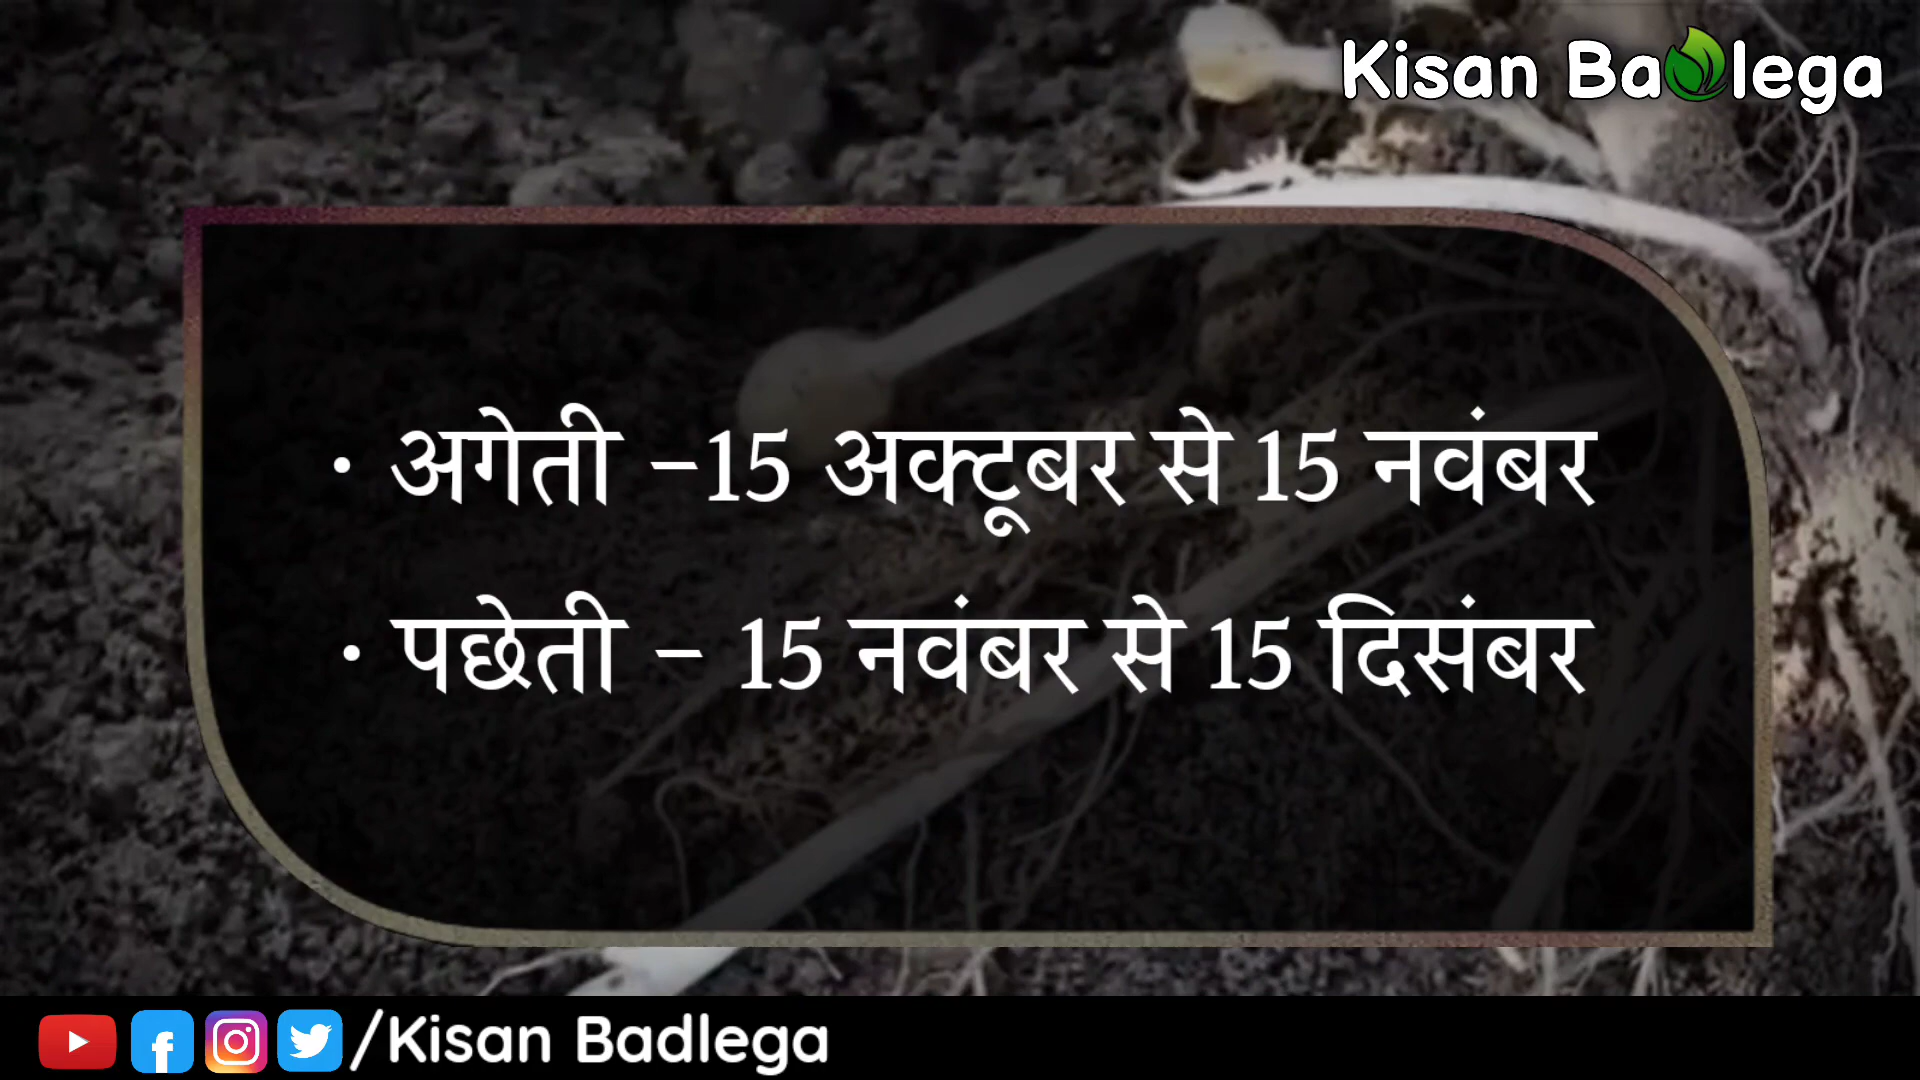 Kisan Badlega
• अगेती –15 अक्टूबर से 15 नवंबर
• पछेती – 15 नवंबर से 15 दिसंबर
/Kisan Badlega